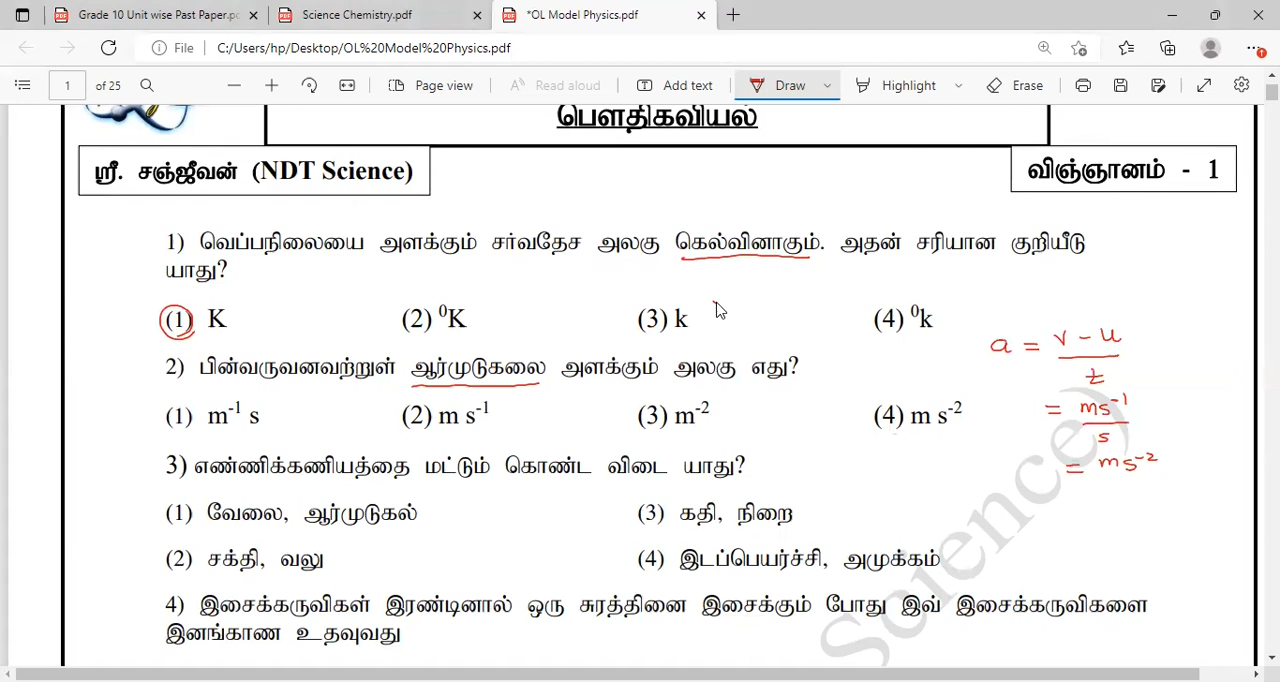 Grade 10 Unit wise Past Paper.pc
Science Chemistry.pdf
*OL Model Physics.pdf
File C:/Users/hp/Desktop/OL%20Model%20Physics.pdf
1 of 25 Page view Read aloud Add text Draw Highlight Erase
பௌதிகவியல்
ஸ்ரீ. சஞ்ஜீவன் (NDT Science)
விஞ்ஞானம் - 1
1) வெப்பநிலையை அளக்கும் சர்வதேச அலகு கெல்வினாகும். அதன் சரியான குறியீடு
யாது?
(1) K (2) ⁰K (3) k (4) ⁰k
2) பின்வருவனவற்றுள் ஆர்முடுகலை அளக்கும் அலகு எது?
(1) m⁻¹ s (2) m s⁻¹ (3) m⁻² (4) m s⁻²
a = v - u
t
= ms⁻¹
s
= ms⁻²
3) எண்ணிக்கணியத்தை மட்டும் கொண்ட விடை யாது?
(1) வேலை, ஆர்முடுகல் (3) கதி, நிறை
(2) சக்தி, வலு (4) இடப்பெயர்ச்சி, அமுக்கம்
4) இசைக்கருவிகள் இரண்டினால் ஒரு சுரத்தினை இசைக்கும் போது இவ் இசைக்கருவிகளை
இனங்காண உதவுவது
Science)